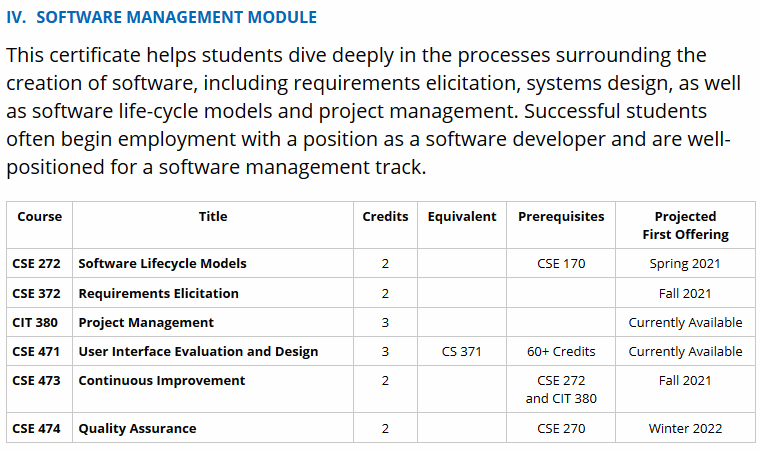 IV. SOFTWARE MANAGEMENT MODULE
This certificate helps students dive deeply in the processes surrounding the
creation of software, including requirements elicitation, systems design, as well
as software life-cycle models and project management. Successful students
often begin employment with a position as a software developer and are well-
positioned for a software management track.
Course Title Credits Equivalent Prerequisites Projected
First Offering
CSE 272 Software Lifecycle Models 2 CSE 170 Spring 2021
CSE 372 Requirements Elicitation 2 Fall 2021
CIT 380 Project Management 3 Currently Available
CSE 471 User Interface Evaluation and Design 3 CS 371 60+ Credits Currently Available
CSE 473 Continuous Improvement 2 CSE 272 Fall 2021
and CIT 380
CSE 474 Quality Assurance 2 CSE 270 Winter 2022